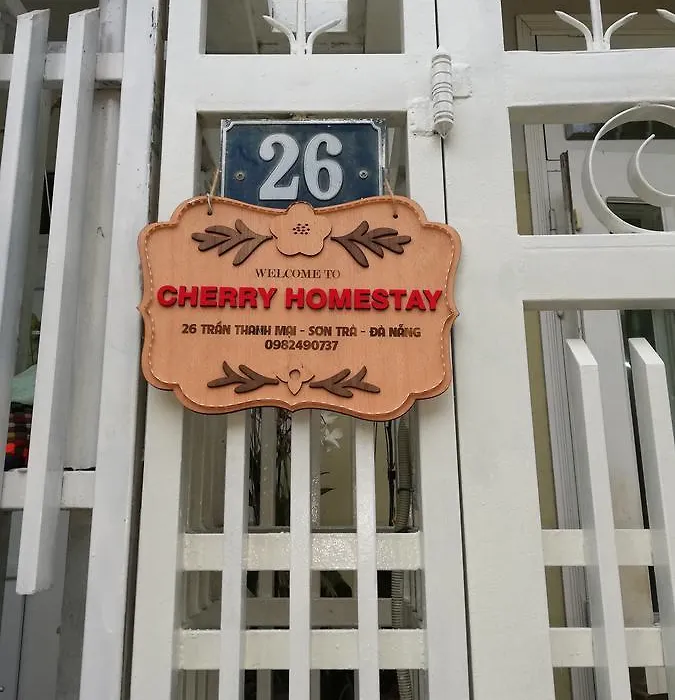 26
WELCOME TO
CHERRY HOMESTAY
26 TRẦN THANH MẠI - SƠN TRÀ - ĐÀ NẴNG
0982490737